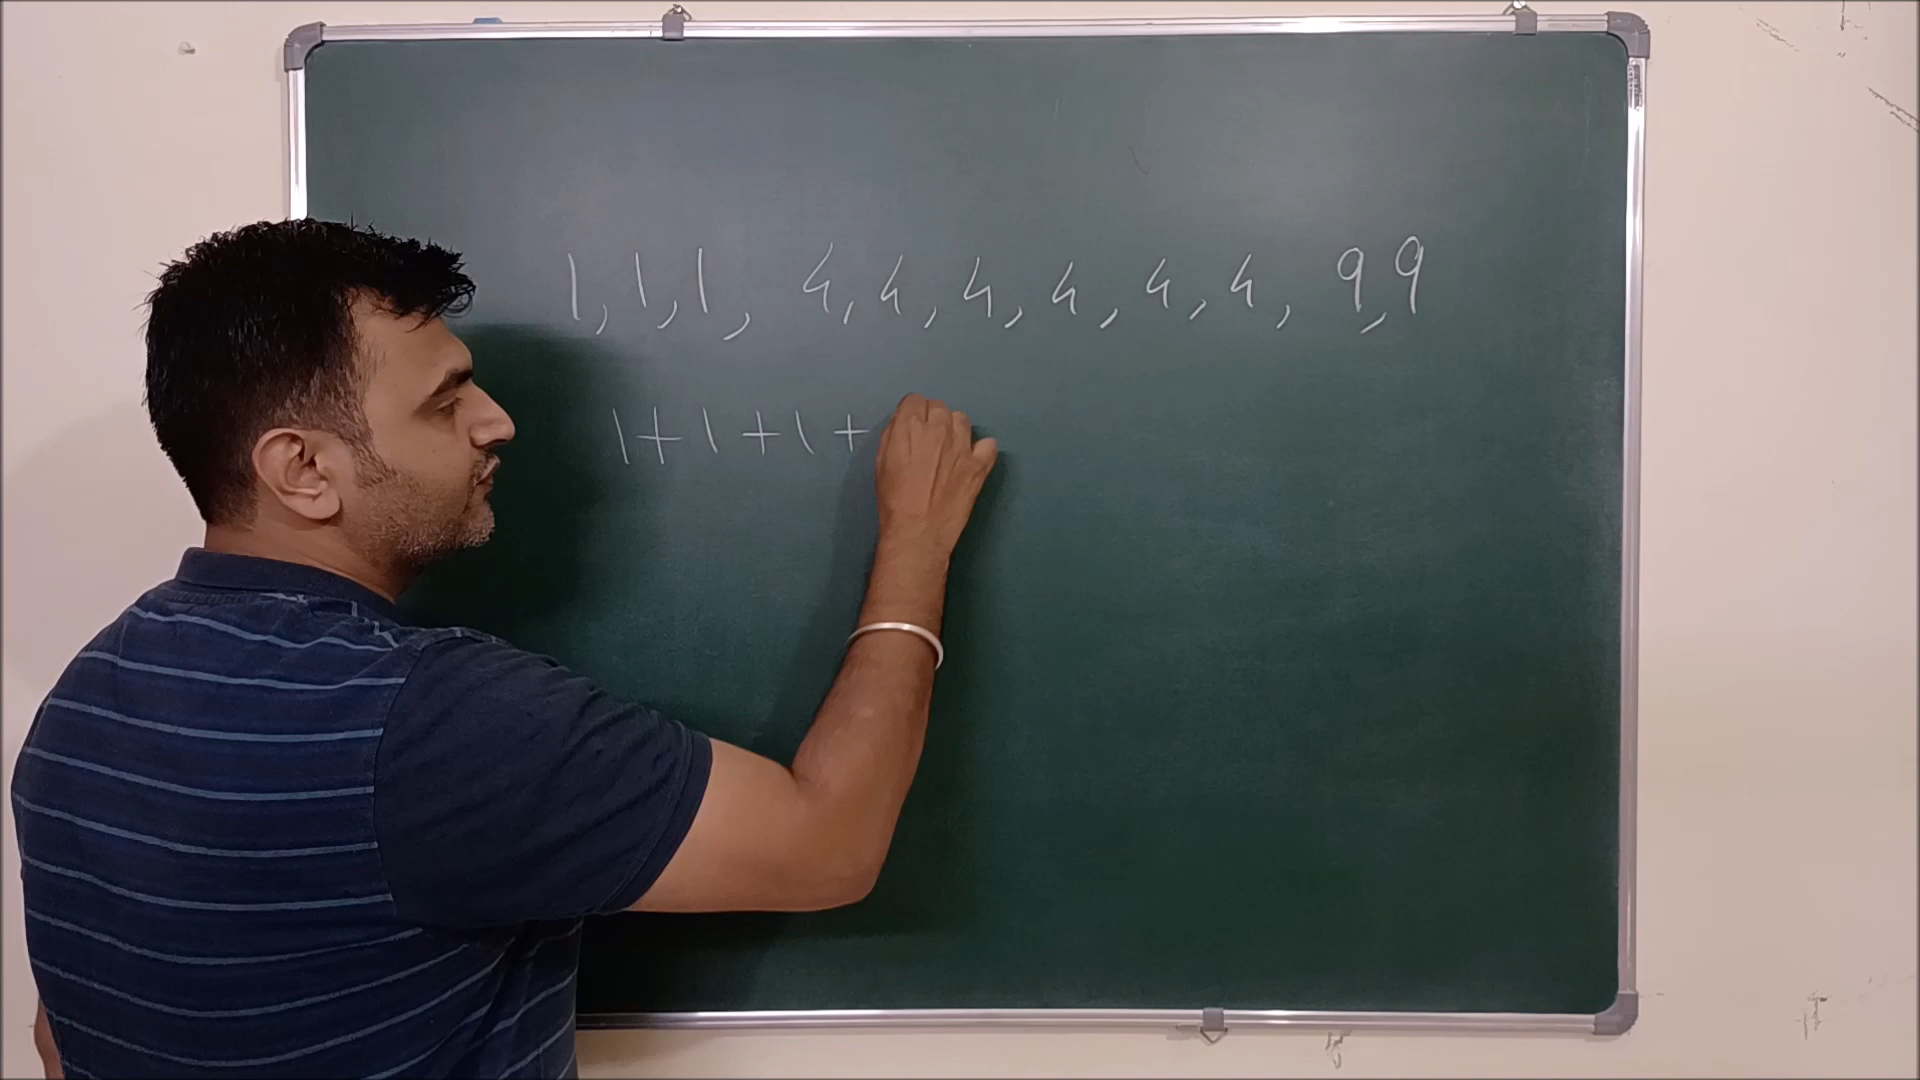 1, 1, 1, 4, 4, 4, 4, 4, 4, 9, 9
1 + 1 + 1 +